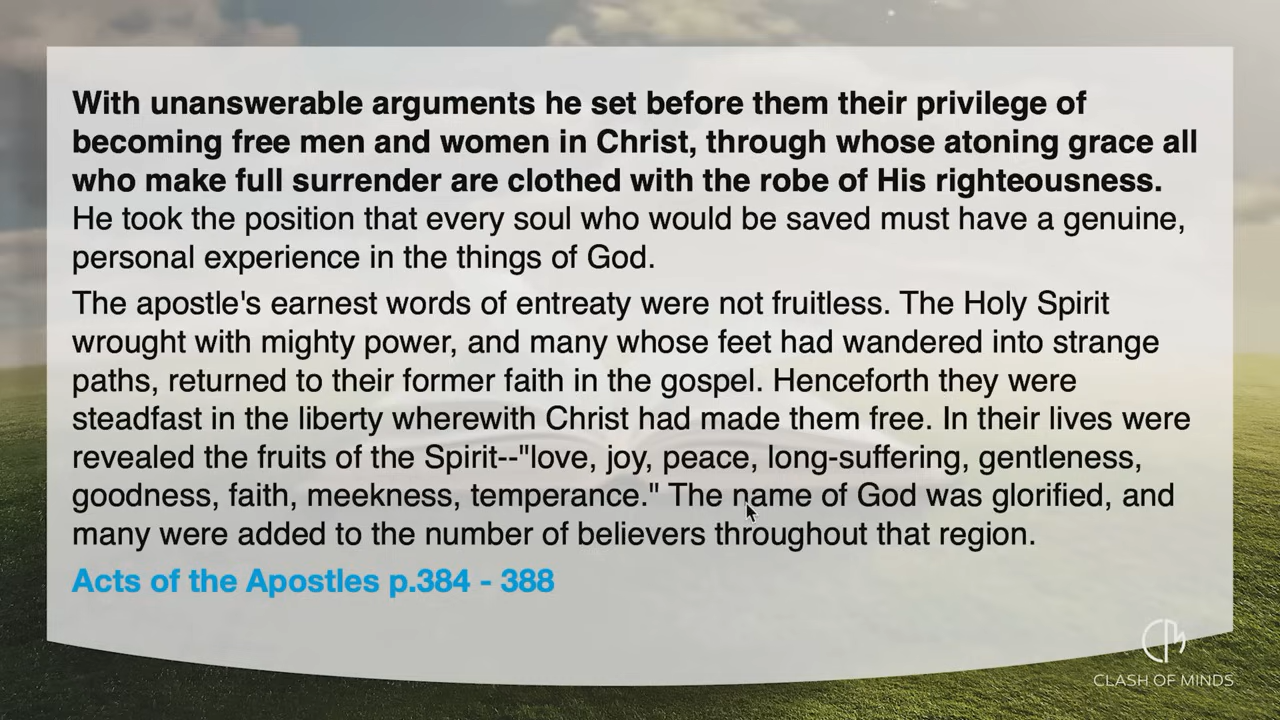 With unanswerable arguments he set before them their privilege of
becoming free men and women in Christ, through whose atoning grace all
who make full surrender are clothed with the robe of His righteousness.
He took the position that every soul who would be saved must have a genuine,
personal experience in the things of God.
The apostle's earnest words of entreaty were not fruitless. The Holy Spirit
wrought with mighty power, and many whose feet had wandered into strange
paths, returned to their former faith in the gospel. Henceforth they were
steadfast in the liberty wherewith Christ had made them free. In their lives were
revealed the fruits of the Spirit--"love, joy, peace, long-suffering, gentleness,
goodness, faith, meekness, temperance." The name of God was glorified, and
many were added to the number of believers throughout that region.
Acts of the Apostles p.384 - 388
CLASH OF MINDS